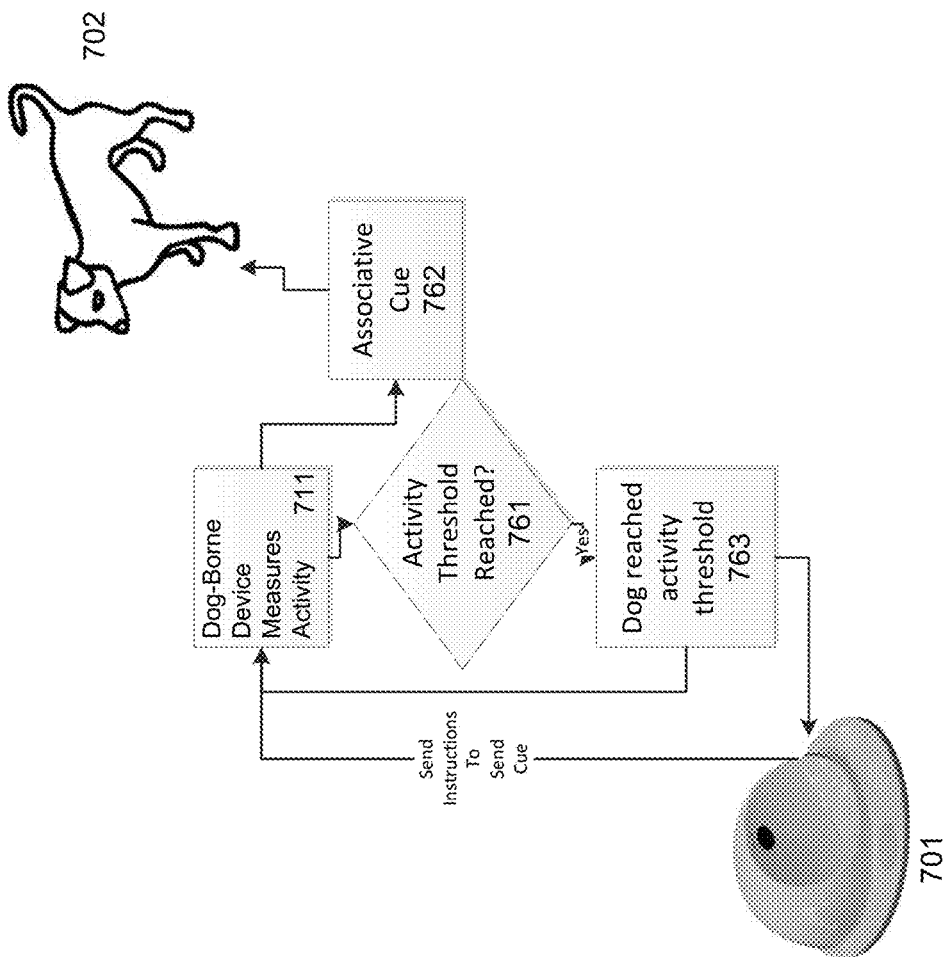 702
Dog-Borne
Device
Measures
Activity 711
Associative
Cue
762
Activity
Threshold
Reached?
761
Yes
Dog reached
activity
threshold
763
Send
Instructions
To
Send
Cue
701